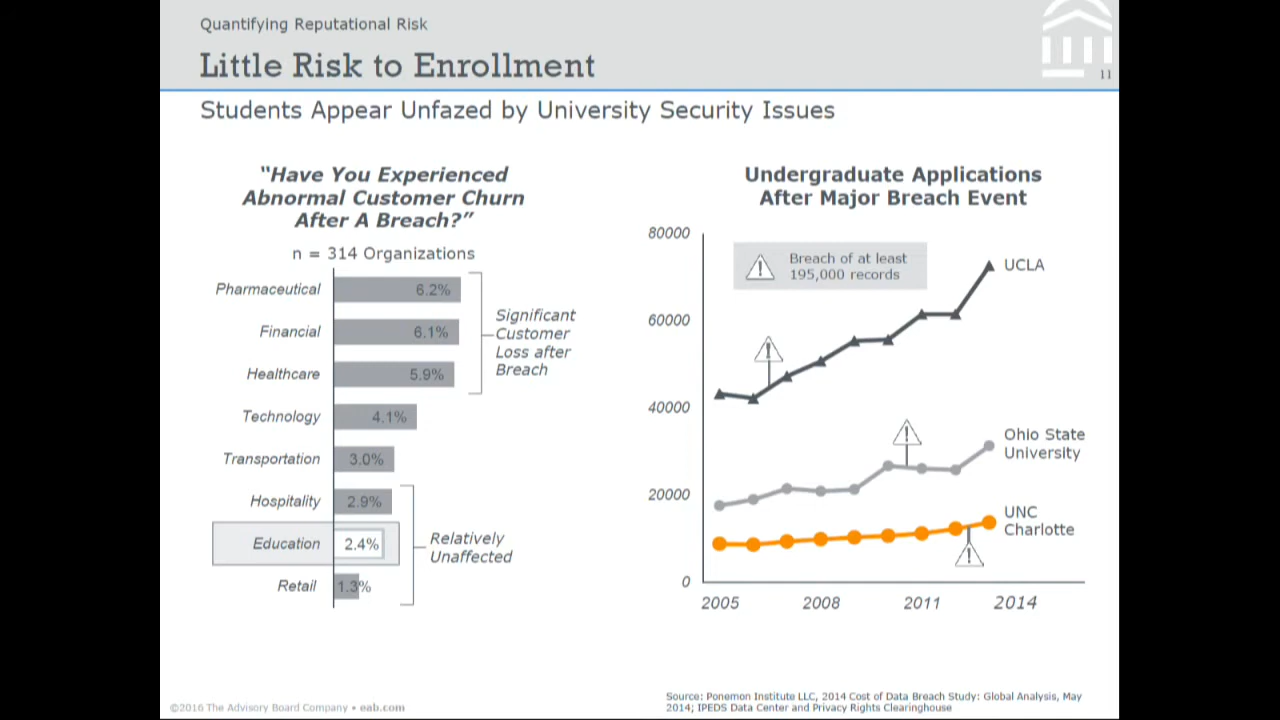 Quantifying Reputational Risk
Little Risk to Enrollment
11
Students Appear Unfazed by University Security Issues
“Have You Experienced
Abnormal Customer Churn
After A Breach?”
n = 314 Organizations
Pharmaceutical 6.2%
Financial 6.1%
Healthcare 5.9%
Technology 4.1%
Transportation 3.0%
Hospitality 2.9%
Education 2.4%
Retail 1.3%
Significant
Customer
Loss after
Breach
Relatively
Unaffected
Undergraduate Applications
After Major Breach Event
80000
60000
40000
20000
0
Breach of at least
195,000 records
UCLA
Ohio State
University
UNC
Charlotte
2005 2008 2011 2014
©2016 The Advisory Board Company • eab.com
Source: Ponemon Institute LLC, 2014 Cost of Data Breach Study: Global Analysis, May
2014; IPEDS Data Center and Privacy Rights Clearinghouse